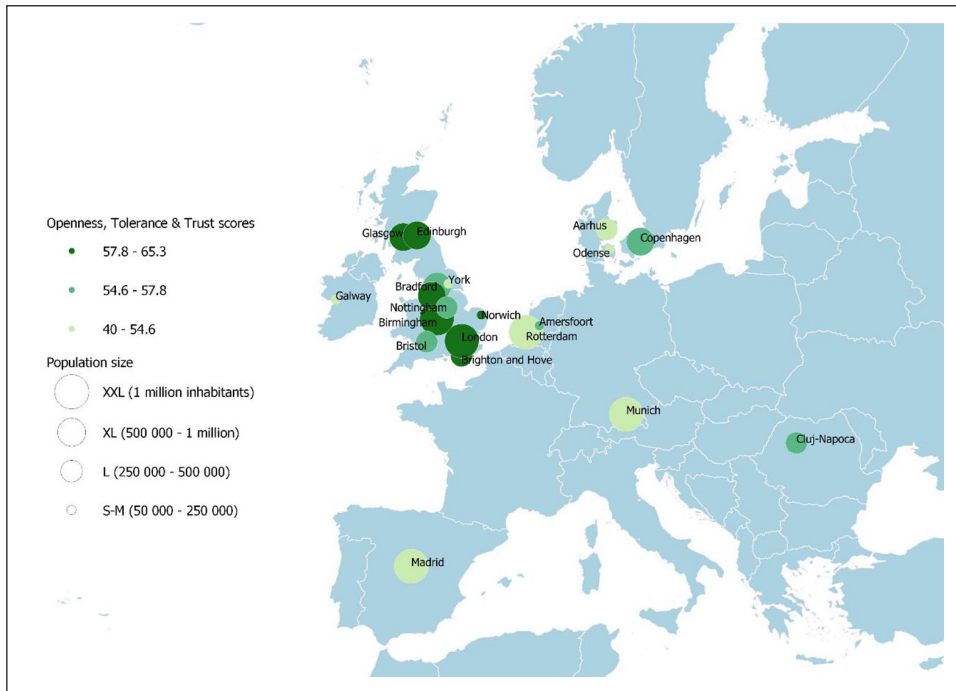 Openness, Tolerance & Trust scores
57.8 - 65.3
54.6 - 57.8
40 - 54.6
Population size
XXL (1 million inhabitants)
XL (500 000 - 1 million)
L (250 000 - 500 000)
S-M (50 000 - 250 000)
Glasgow
Edinburgh
Aarhus
Copenhagen
Odense
Galway
Bradford
York
Nottingham
Birmingham
Norwich
Bristol
London
Amersfoort
Rotterdam
Brighton and Hove
Munich
Cluj-Napoca
Madrid